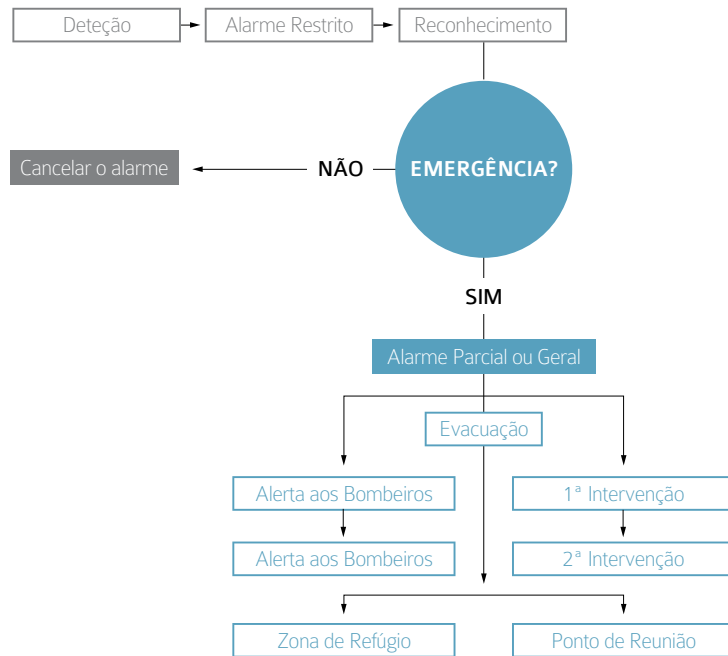 Deteção
Alarme Restrito
Reconhecimento
Cancelar o alarme
NÃO
EMERGÊNCIA?
SIM
Alarme Parcial ou Geral
Evacuação
Alerta aos Bombeiros
1ª Intervenção
Alerta aos Bombeiros
2ª Intervenção
Zona de Refúgio
Ponto de Reunião